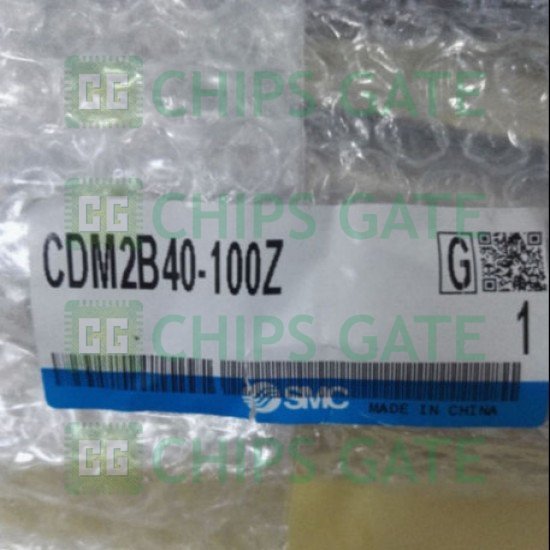 CHIPS GATE
CHIPS GATE
CDM2B40-100Z G
1
CHIPS GATE
SMC MADE IN CHINA
CHIPS GATE